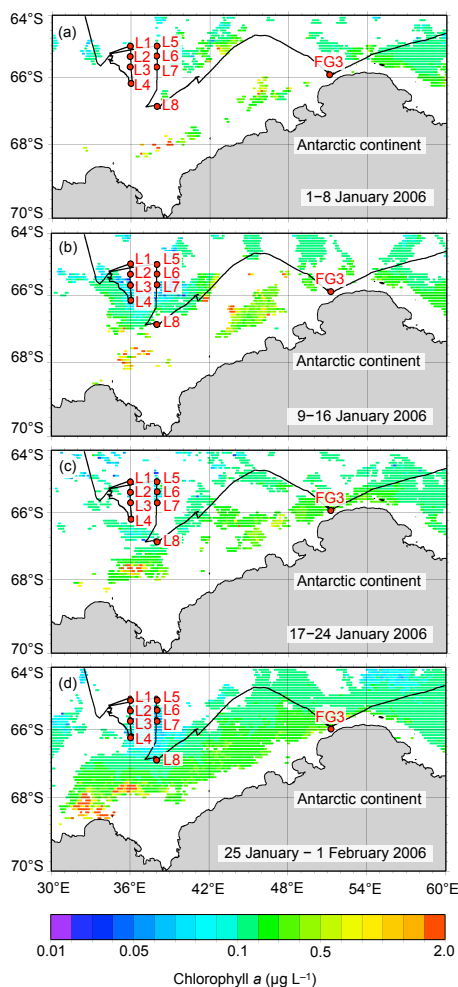 64°S
(a)
L1
L5
L2
L6
66°S
L3
L7
FG3
L4
L8
68°S
Antarctic continent
1−8 January 2006
70°S
64°S
(b)
L1
L5
L2
L6
66°S
L3
L7
FG3
L4
L8
68°S
Antarctic continent
9−16 January 2006
70°S
64°S
(c)
L1
L5
L2
L6
66°S
L3
L7
FG3
L4
L8
68°S
Antarctic continent
17−24 January 2006
70°S
64°S
(d)
L1
L5
L2
L6
66°S
L3
L7
FG3
L4
L8
68°S
Antarctic continent
25 January − 1 February 2006
70°S
30°E 36°E 42°E 48°E 54°E 60°E
0.01 0.05 0.1 0.5 2.0
Chlorophyll a (µg L−1)